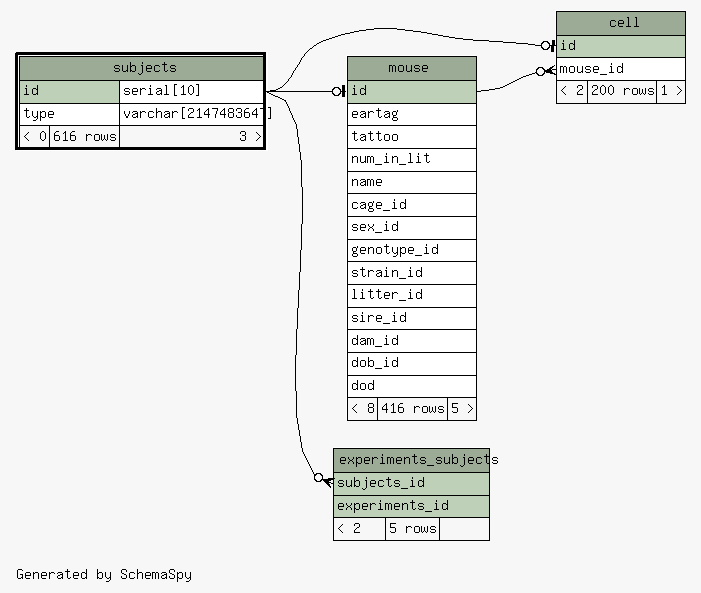 subjects
id serial[10]
type varchar[2147483647]
< 0 616 rows 3 >
mouse
id
eartag
tattoo
num_in_lit
name
cage_id
sex_id
genotype_id
strain_id
litter_id
sire_id
dam_id
dob_id
dod
< 8 416 rows 5 >
cell
id
mouse_id
< 2 200 rows 1 >
experiments_subjects
subjects_id
experiments_id
< 2 5 rows
Generated by SchemaSpy